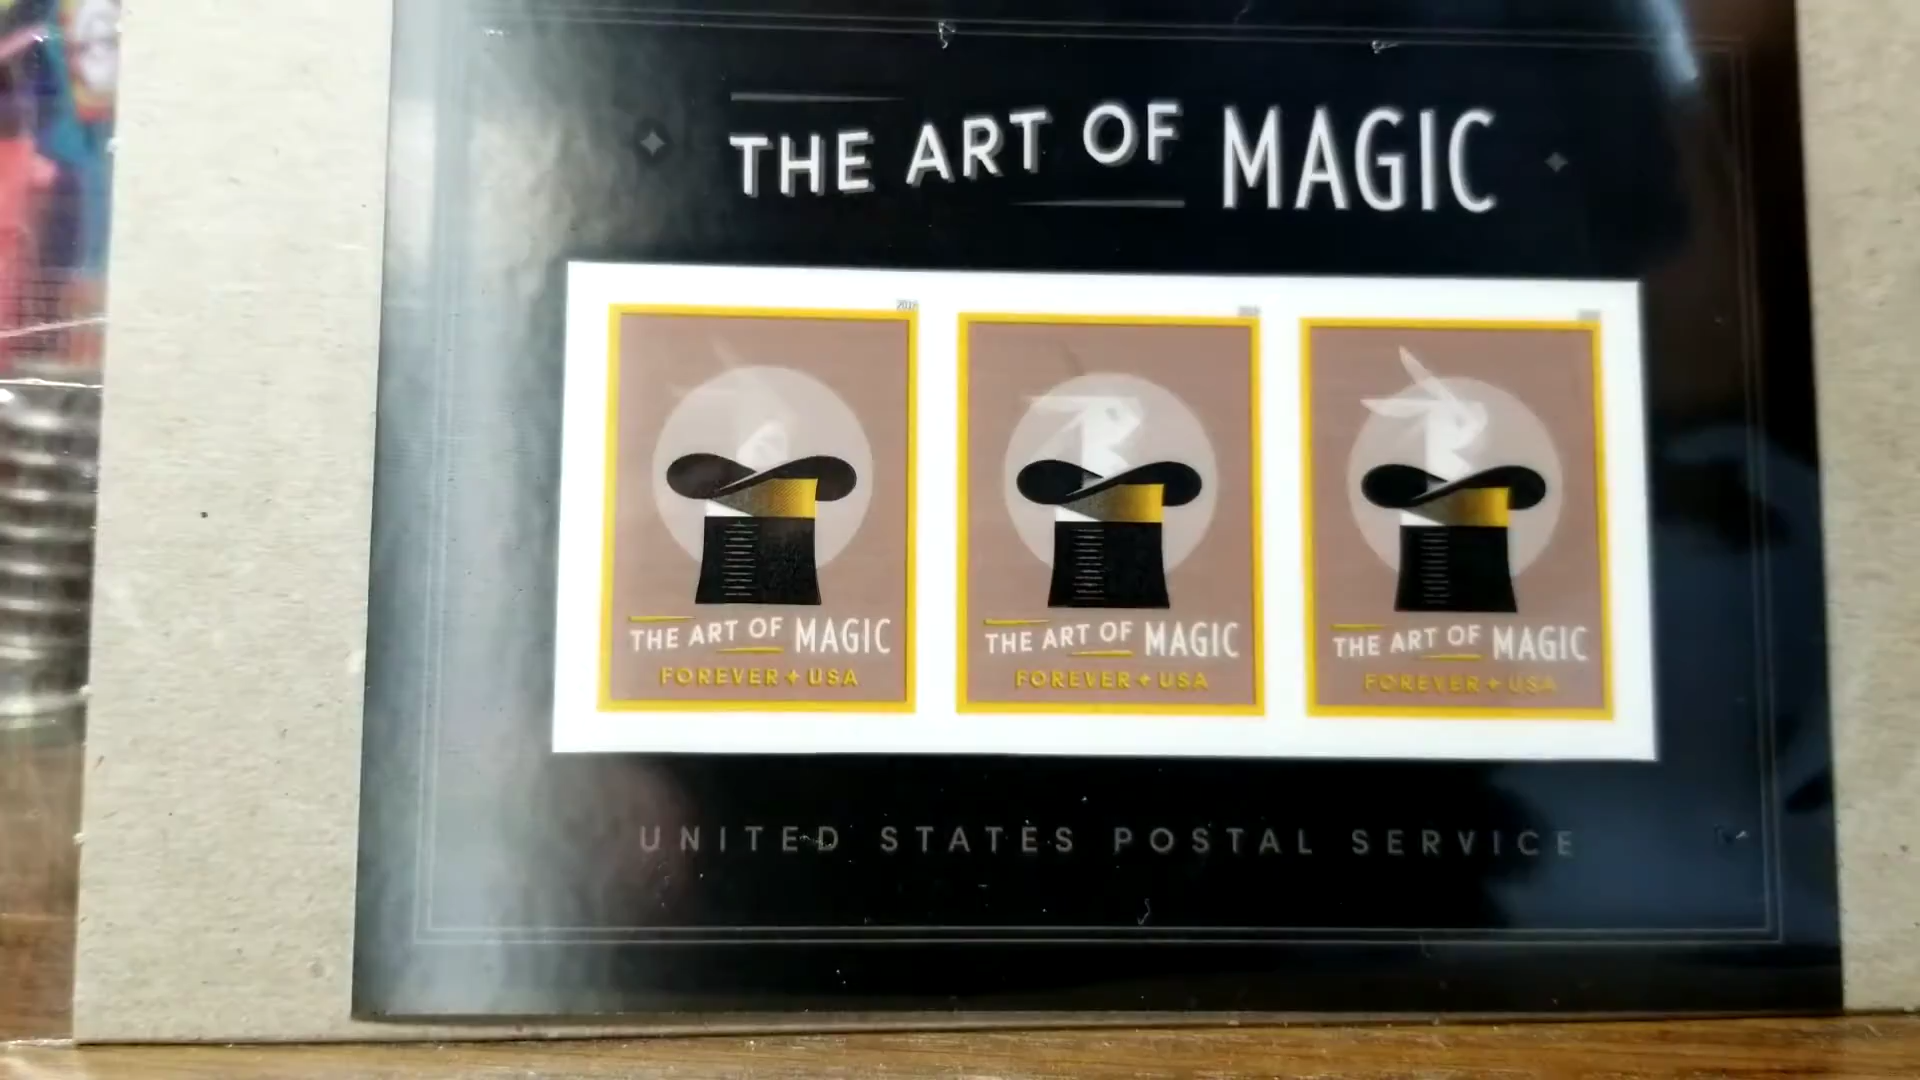 THE ART OF MAGIC
2018
THE ART OF MAGIC
FOREVER USA
THE ART OF MAGIC
FOREVER USA
THE ART OF MAGIC
FOREVER USA
UNITED STATES POSTAL SERVICE